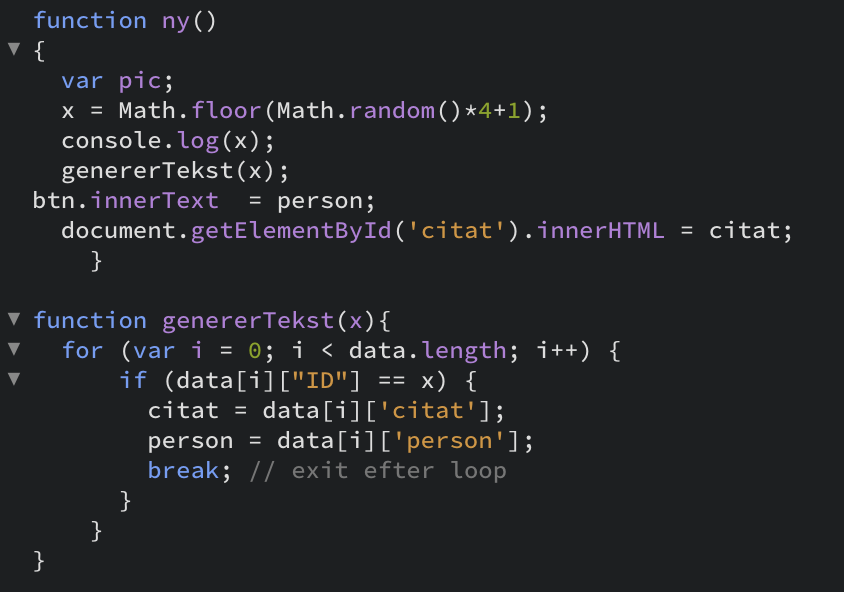 function ny()
{
  var pic;
  x = Math.floor(Math.random()*4+1);
  console.log(x);
  genererTekst(x);
btn.innerText  = person;
  document.getElementById('citat').innerHTML = citat;
    }

function genererTekst(x){
  for (var i = 0; i < data.length; i++) {
      if (data[i]["ID"] == x) {
        citat = data[i]['citat'];
        person = data[i]['person'];
        break; // exit efter loop
      }
    }
}